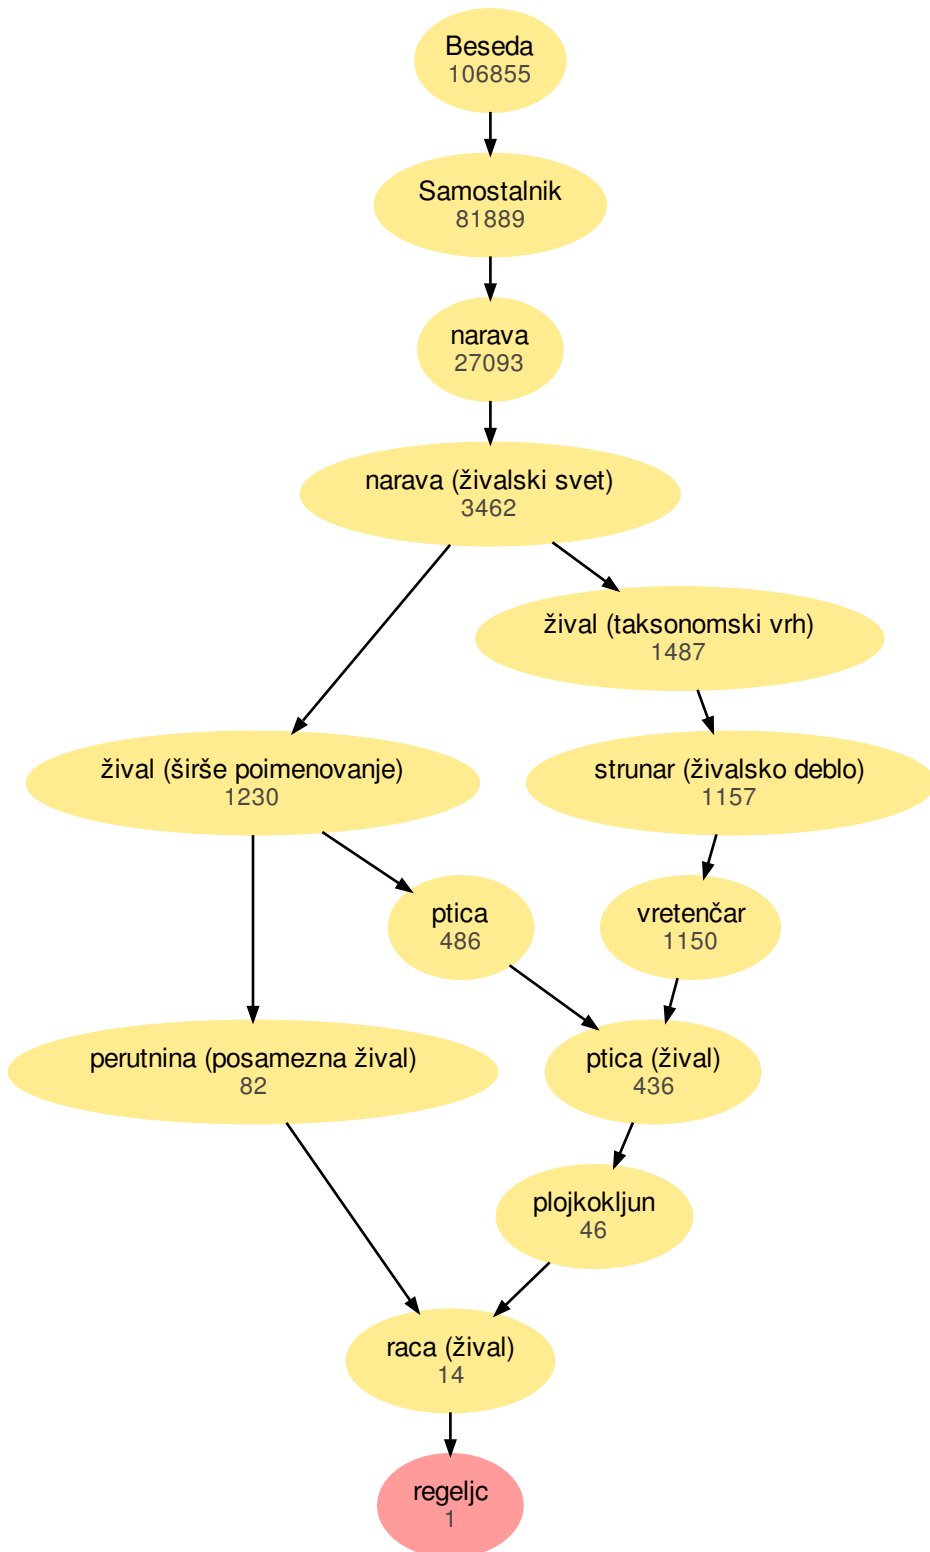 Beseda
106855
Samostalnik
81889
narava
27093
narava (živalski svet)
3462
žival (taksonomski vrh)
1487
žival (širše poimenovanje)
1230
strunar (živalsko deblo)
1157
ptica
486
vretenčar
1150
perutnina (posamezna žival)
82
ptica (žival)
436
plojkokljun
46
raca (žival)
14
regeljc
1